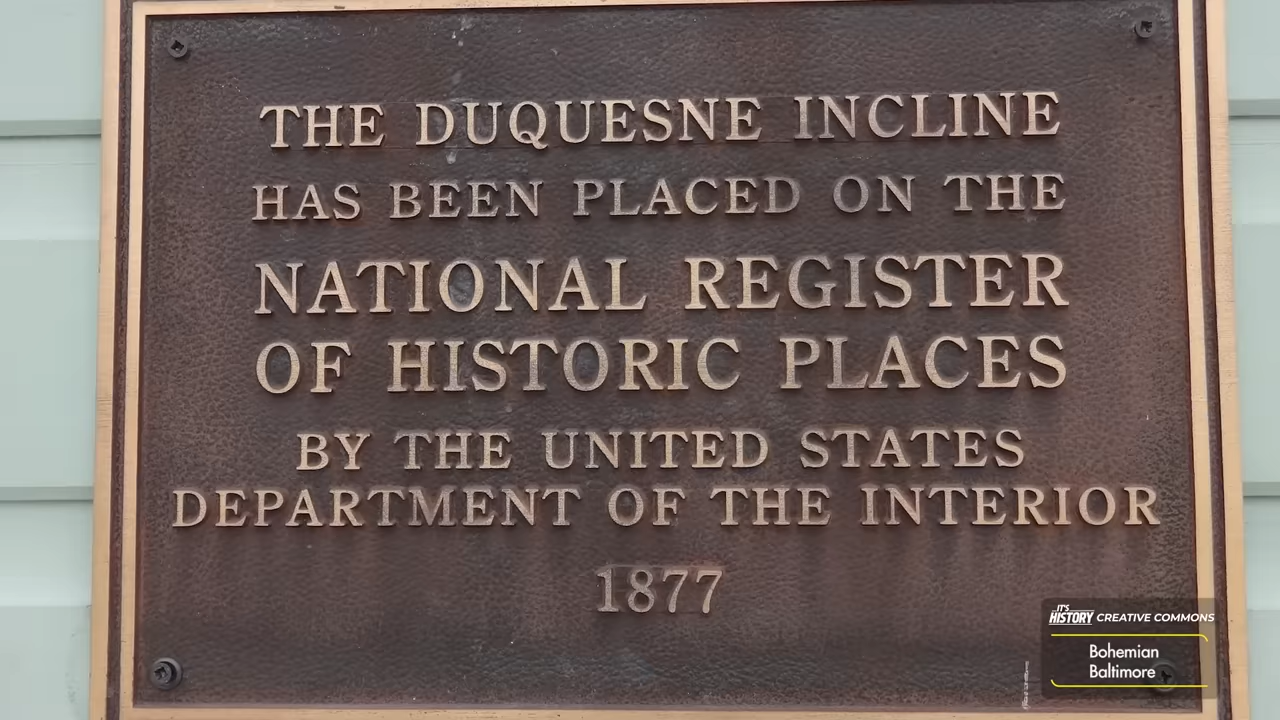 THE DUQUESNE INCLINE
HAS BEEN PLACED ON THE
NATIONAL REGISTER
OF HISTORIC PLACES
BY THE UNITED STATES
DEPARTMENT OF THE INTERIOR
1877
IT'S
HISTORY CREATIVE COMMONS
Bohemian
Baltimore